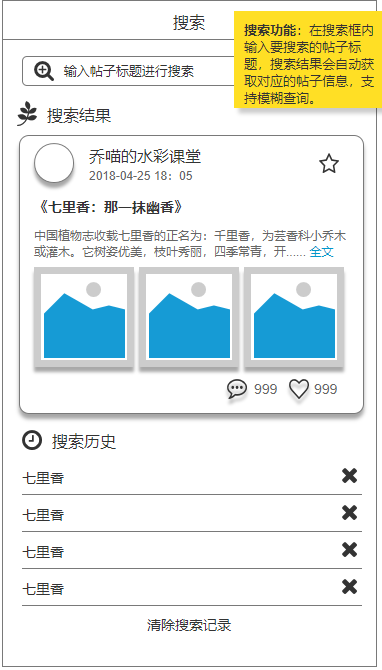 搜索
搜索功能：在搜索框内
输入要搜索的帖子标
题，搜索结果会自动获
取对应的帖子信息，支
持模糊查询。
输入帖子标题进行搜索
搜索结果
乔喵的水彩课堂
2018-04-25 18：05
《七里香：那一抹幽香》
中国植物志收载七里香的正名为：千里香，为芸香科小乔木
或灌木。它树姿优美，枝叶秀丽，四季常青，开...... 全文
999 999
搜索历史
七里香
七里香
七里香
七里香
清除搜索记录